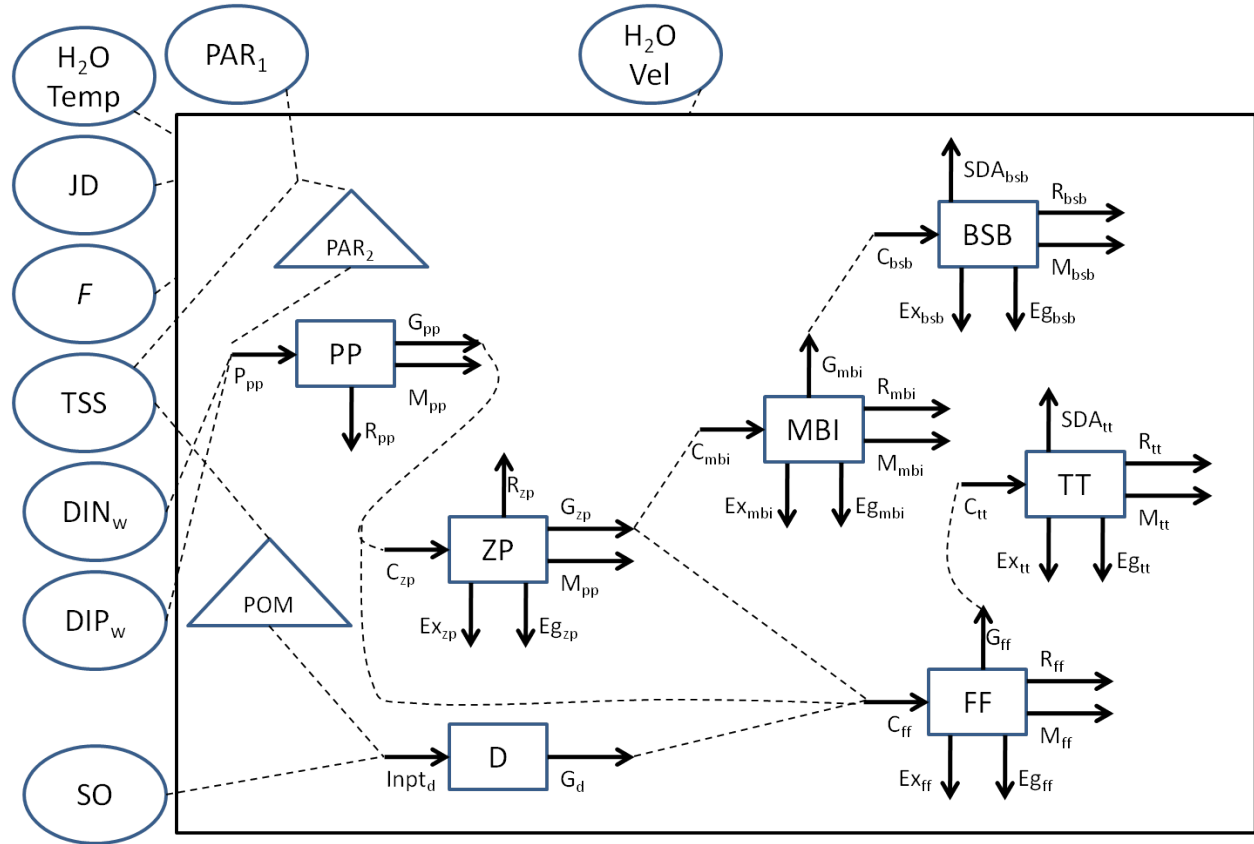 H₂O
Temp
PAR₁
H₂O
Vel
JD
F
TSS
DINw
DIPw
SO
PAR₂
POM
Ppp
PP
Gpp
Mpp
Rpp
Czp
ZP
Rzp
Gzp
Mpp
Exzp
Egzp
Inptd
D
Gd
Cmbi
MBI
Gmbi
Rmbi
Mmbi
Exmbi
Egmbi
Cbsb
BSB
SDAbsb
Rbsb
Mbsb
Exbsb
Egbsb
Ctt
TT
SDAtt
Rtt
Mtt
Extt
Egtt
Cff
FF
Gff
Rff
Mff
Exff
Egff